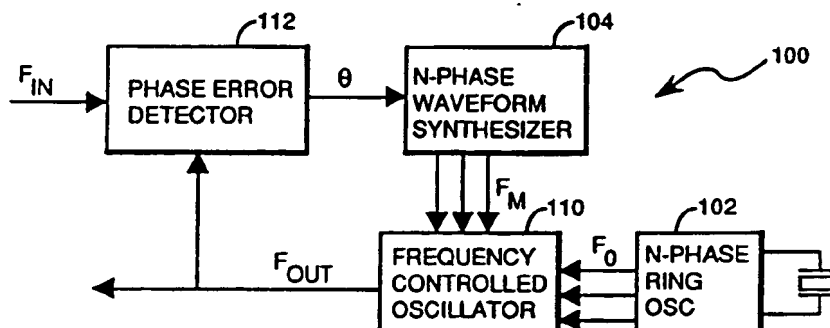 112
104
100
F_IN
PHASE ERROR
DETECTOR
θ
N-PHASE
WAVEFORM
SYNTHESIZER
F_M
110
102
F_OUT
FREQUENCY
CONTROLLED
OSCILLATOR
F_0
N-PHASE
RING
OSC